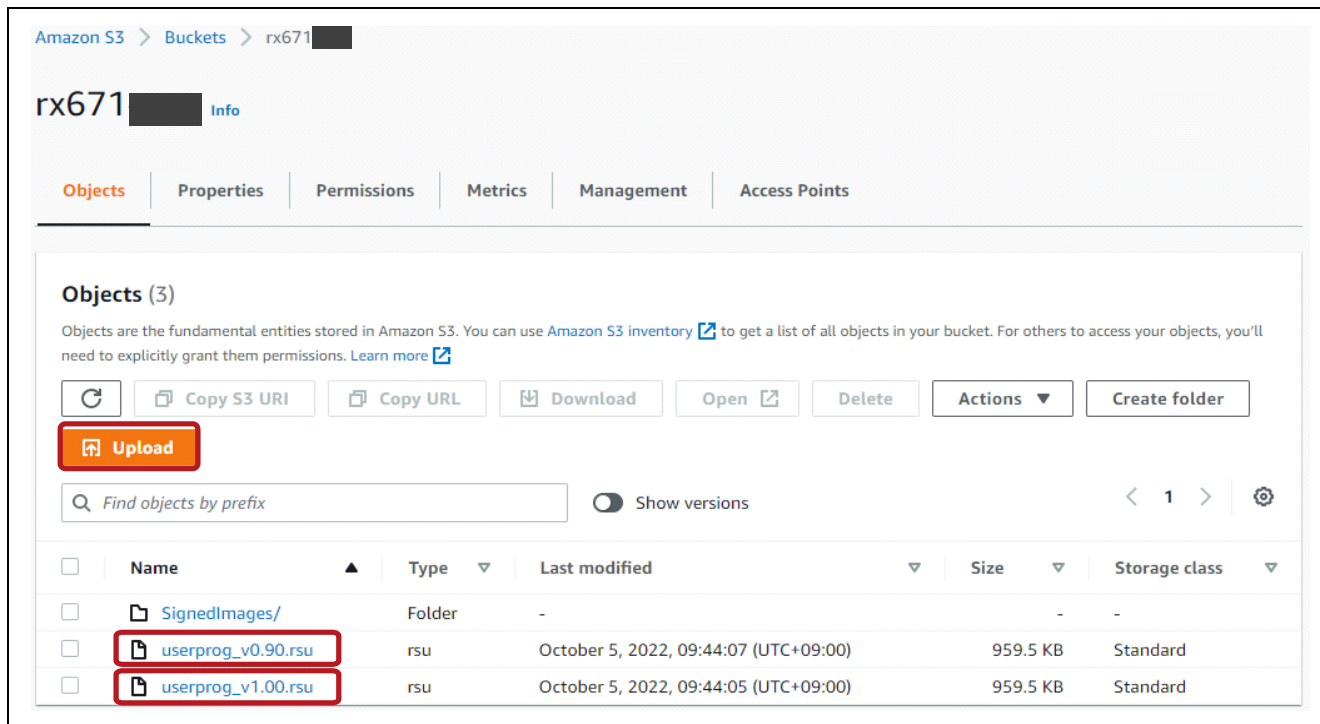 Amazon S3 > Buckets > rx671
rx671 Info
Objects Properties Permissions Metrics Management Access Points
Objects (3)
Objects are the fundamental entities stored in Amazon S3. You can use Amazon S3 inventory to get a list of all objects in your bucket. For others to access your objects, you'll
need to explicitly grant them permissions. Learn more
Copy S3 URI Copy URL Download Open Delete Actions Create folder
Upload
Find objects by prefix Show versions < 1 >
Name Type Last modified Size Storage class
SignedImages/ Folder - - -
userprog_v0.90.rsu rsu October 5, 2022, 09:44:07 (UTC+09:00) 959.5 KB Standard
userprog_v1.00.rsu rsu October 5, 2022, 09:44:05 (UTC+09:00) 959.5 KB Standard